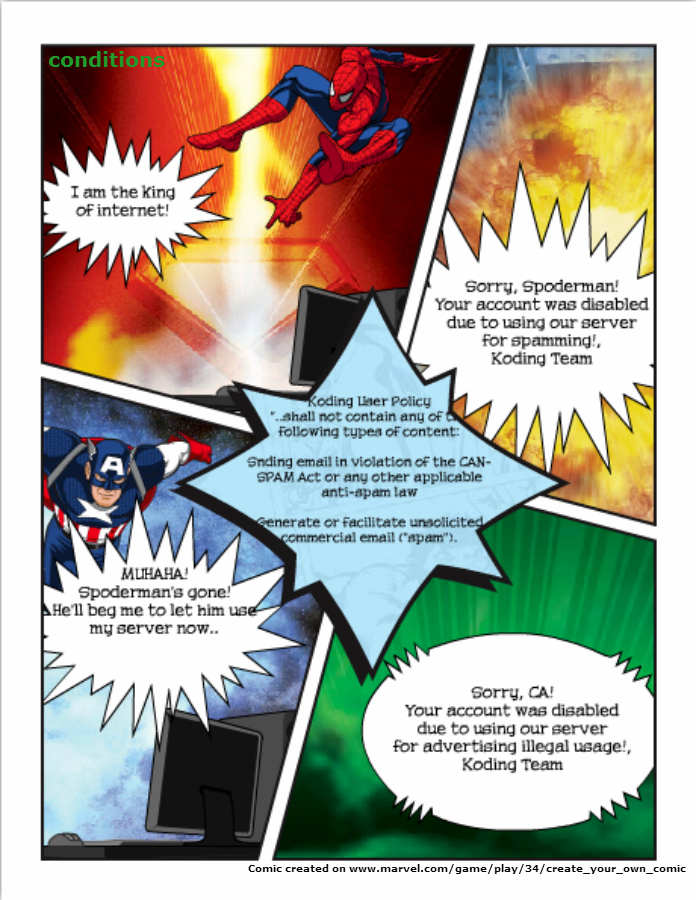 conditions
I am the king
of internet!
Sorry, Spoderman!
Your account was disabled
due to using our server
for spamming!,
Koding Team
Koding User Policy
"..shall not contain any of t
following types of content:
Snding email in violation of the CAN-
SPAM Act or any other applicable
anti-spam law
Generate or facilitate unsolicited
commercial email ("spam").
MUHAHA!
Spoderman's gone!
He'll beg me to let him use
my server now..
Sorry, CA!
Your account was disabled
due to using our server
for advertising illegal usage!,
Koding Team
Comic created on www.marvel.com/game/play/34/create_your_own_comic